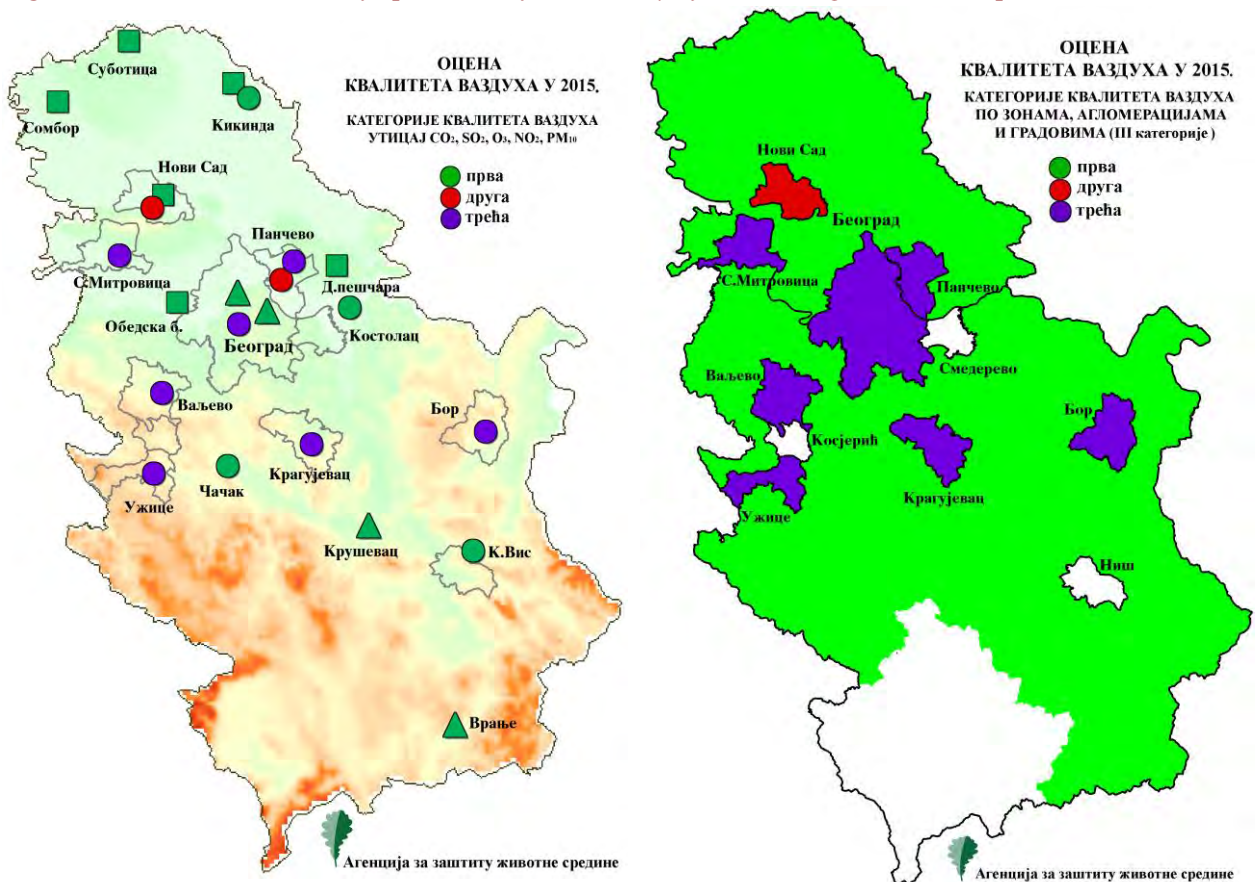 ОЦЕНА
КВАЛИТЕТА ВАЗДУХА У 2015.
КАТЕГОРИЈЕ КВАЛИТЕТА ВАЗДУХА
УТИЦАЈ CO₂, SO₂, O₃, NO₂, PM₁₀
прва
друга
трећа
Суботица
Сомбор
Кикинда
Нови Сад
Панчево
С.Митровица
Д.пешчара
Обедска б.
Костолац
Београд
Ваљево
Бор
Крагујевац
Чачак
Ужице
Крушевац
К.Вис
Врање
Агенција за заштиту животне средине
ОЦЕНА
КВАЛИТЕТА ВАЗДУХА У 2015.
КАТЕГОРИЈЕ КВАЛИТЕТА ВАЗДУХА
ПО ЗОНАМА, АГЛОМЕРАЦИЈАМА
И ГРАДОВИМА (III категорије )
прва
друга
трећа
Нови Сад
Београд
С.Митровица
Панчево
Смедерево
Ваљево
Бор
Косјерић
Крагујевац
Ужице
Ниш
Агенција за заштиту животне средине